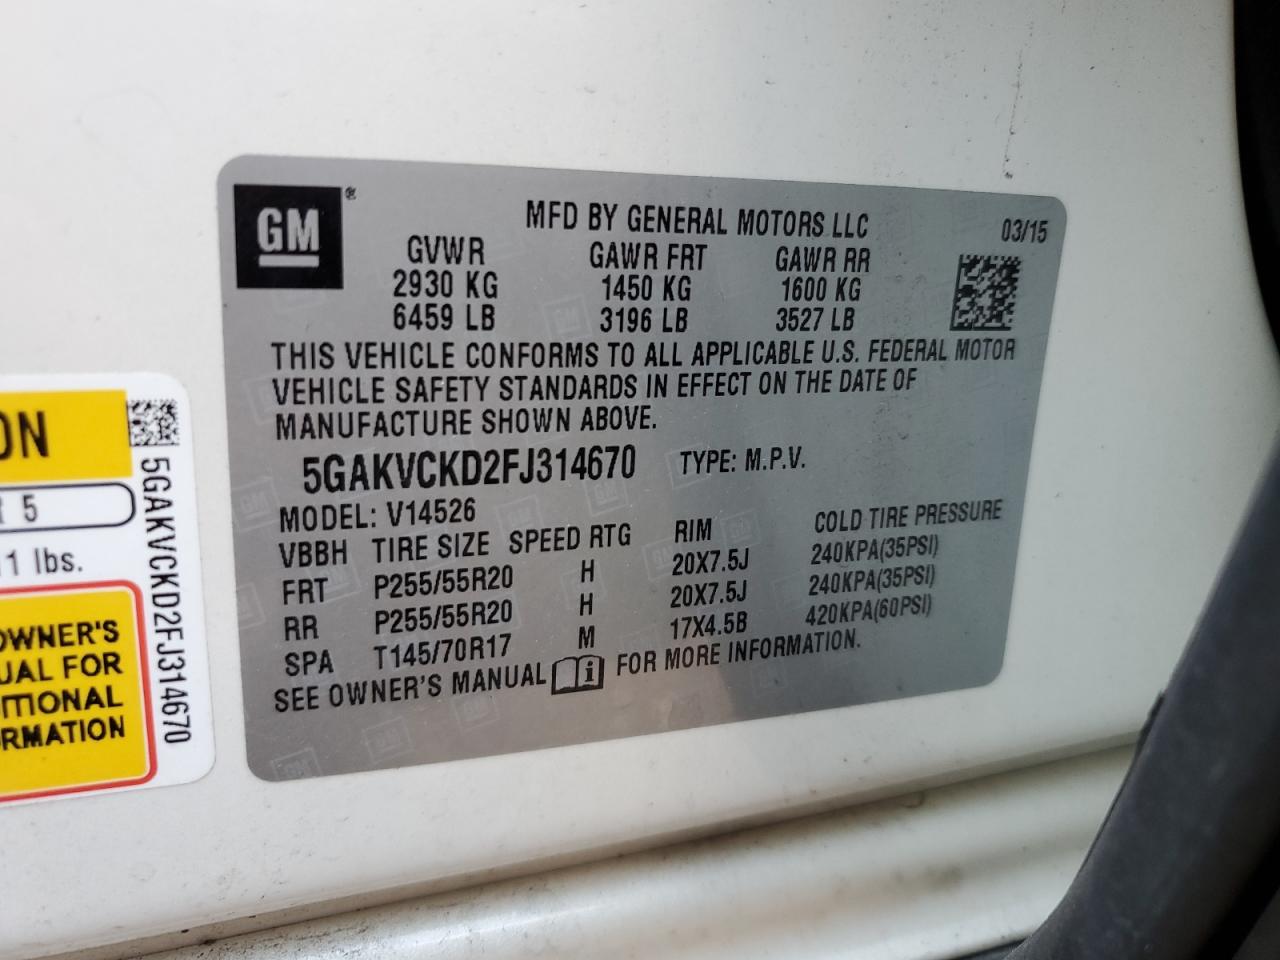 GM®
MFD BY GENERAL MOTORS LLC 03/15
GVWR GAWR FRT GAWR RR
2930 KG 1450 KG 1600 KG
6459 LB 3196 LB 3527 LB
THIS VEHICLE CONFORMS TO ALL APPLICABLE U.S. FEDERAL MOTOR
VEHICLE SAFETY STANDARDS IN EFFECT ON THE DATE OF
MANUFACTURE SHOWN ABOVE.
5GAKVCKD2FJ314670 TYPE: M.P.V.
MODEL: V14526
VBBH TIRE SIZE SPEED RTG RIM COLD TIRE PRESSURE
FRT P255/55R20 H 20X7.5J 240KPA(35PSI)
RR P255/55R20 H 20X7.5J 240KPA(35PSI)
SPA T145/70R17 M 17X4.5B 420KPA(60PSI)
SEE OWNER'S MANUAL FOR MORE INFORMATION.
ON
R 5
1 lbs.
OWNER'S
UAL FOR
ITIONAL
RMATION
5GAKVCKD2FJ314670